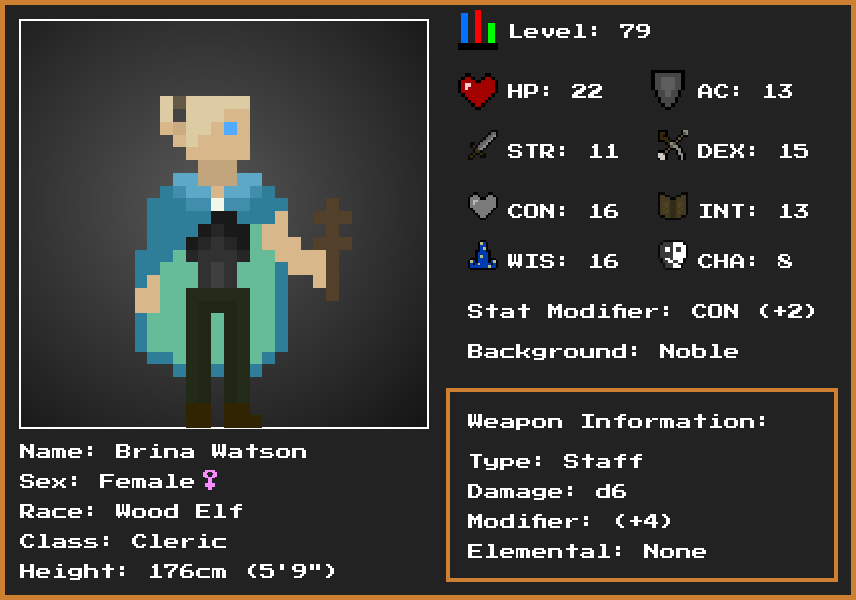 Level: 79
HP: 22 AC: 13
STR: 11 DEX: 15
CON: 16 INT: 13
WIS: 16 CHA: 8
Stat Modifier: CON (+2)
Background: Noble
Weapon Information:
Type: Staff
Damage: d6
Modifier: (+4)
Elemental: None
Name: Brina Watson
Sex: Female♀
Race: Wood Elf
Class: Cleric
Height: 176cm (5'9")